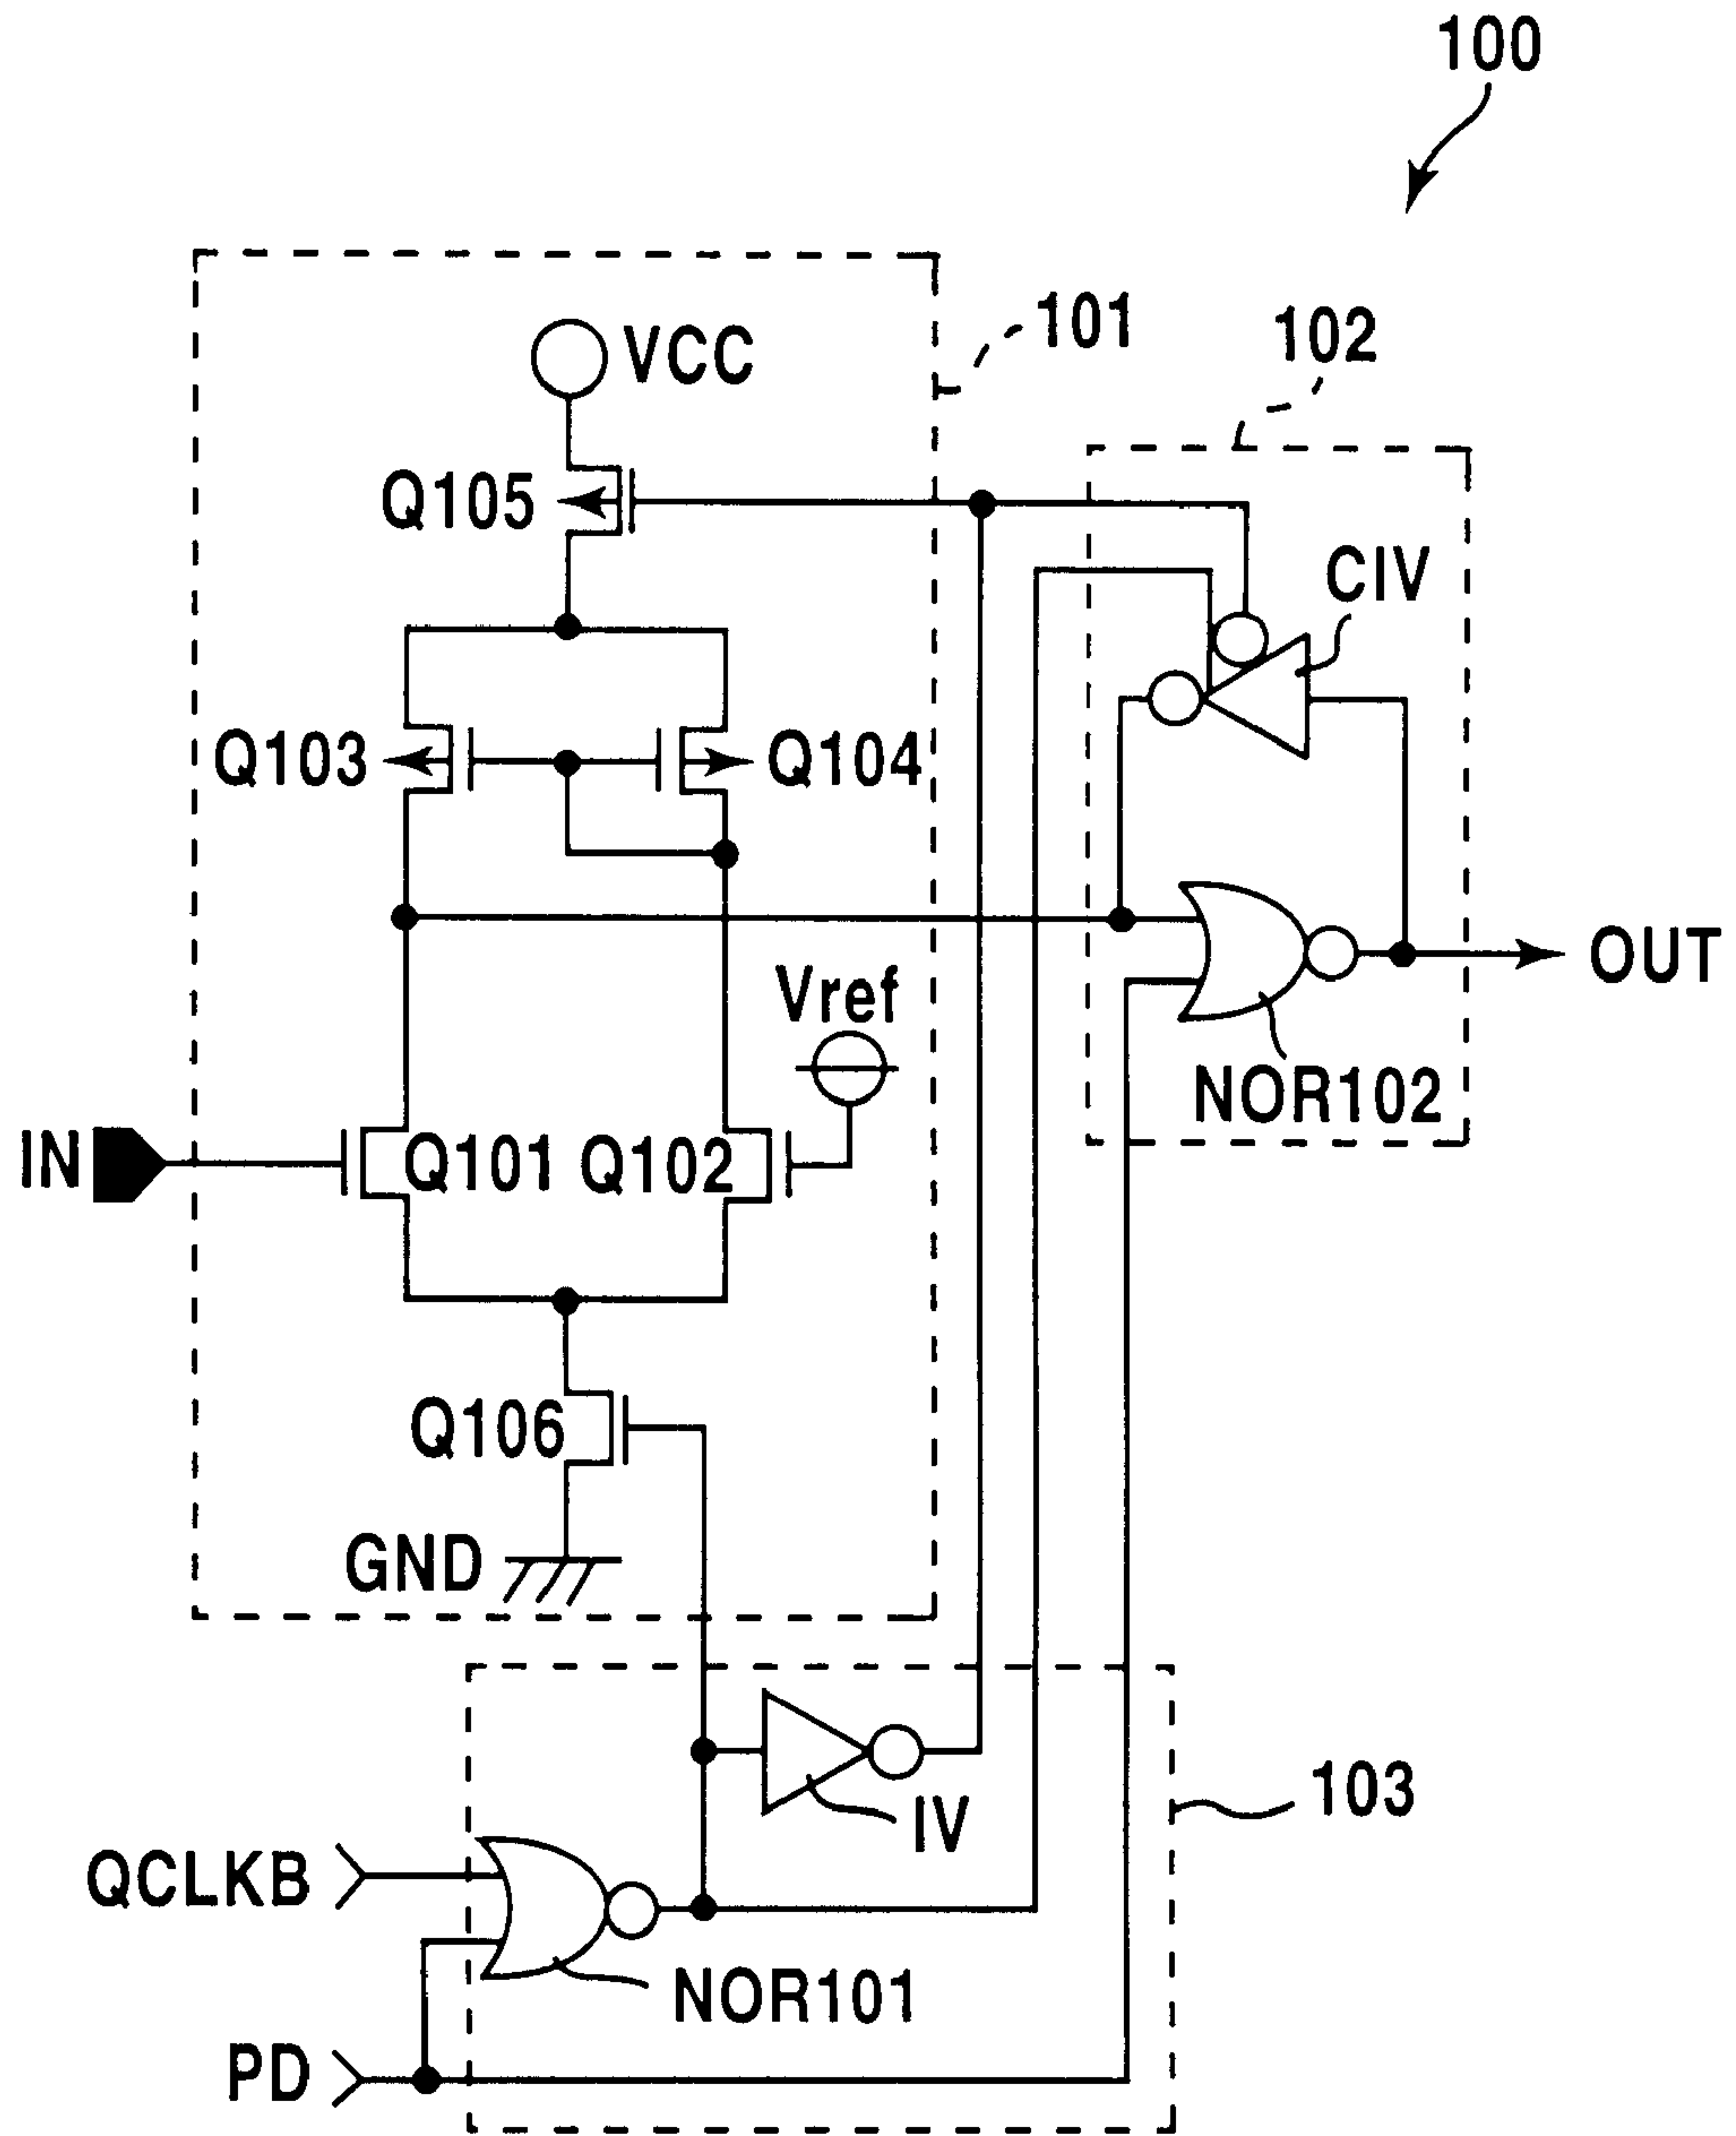 100
101
102
VCC
Q105
CIV
Q103
Q104
Vref
OUT
NOR102
IN
Q101
Q102
Q106
GND
103
IV
QCLKB
NOR101
PD